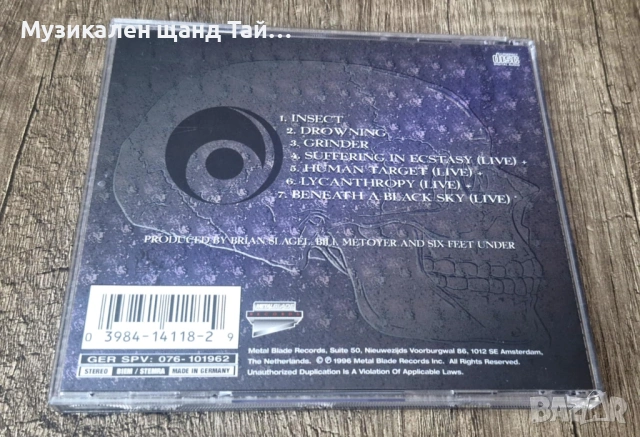 Музикален щанд Тай...
1. INSECT
2. DROWNING
3. GRINDER
4. SUFFERING IN ECSTASY (LIVE) +
5. HUMAN TARGET (LIVE) +
6. LYCANTHROPY (LIVE) +
7. BENEATH A BLACK SKY (LIVE)
PRODUCED BY BRIAN SLAGEL, BILL METOYER AND SIX FEET UNDER
0 3984-14118-2 9
GER SPV: 076-101962
STEREO BIEM / STEMRA MADE IN GERMANY
Metal Blade Records, Suite 50, Nieuwezijds Voorburgwal 86, 1012 SE Amsterdam,
The Netherlands. © ℗ 1996 Metal Blade Records Inc. All Rights Reserved.
Unauthorized Duplication Is A Violation Of Applicable Laws.
BAZAR